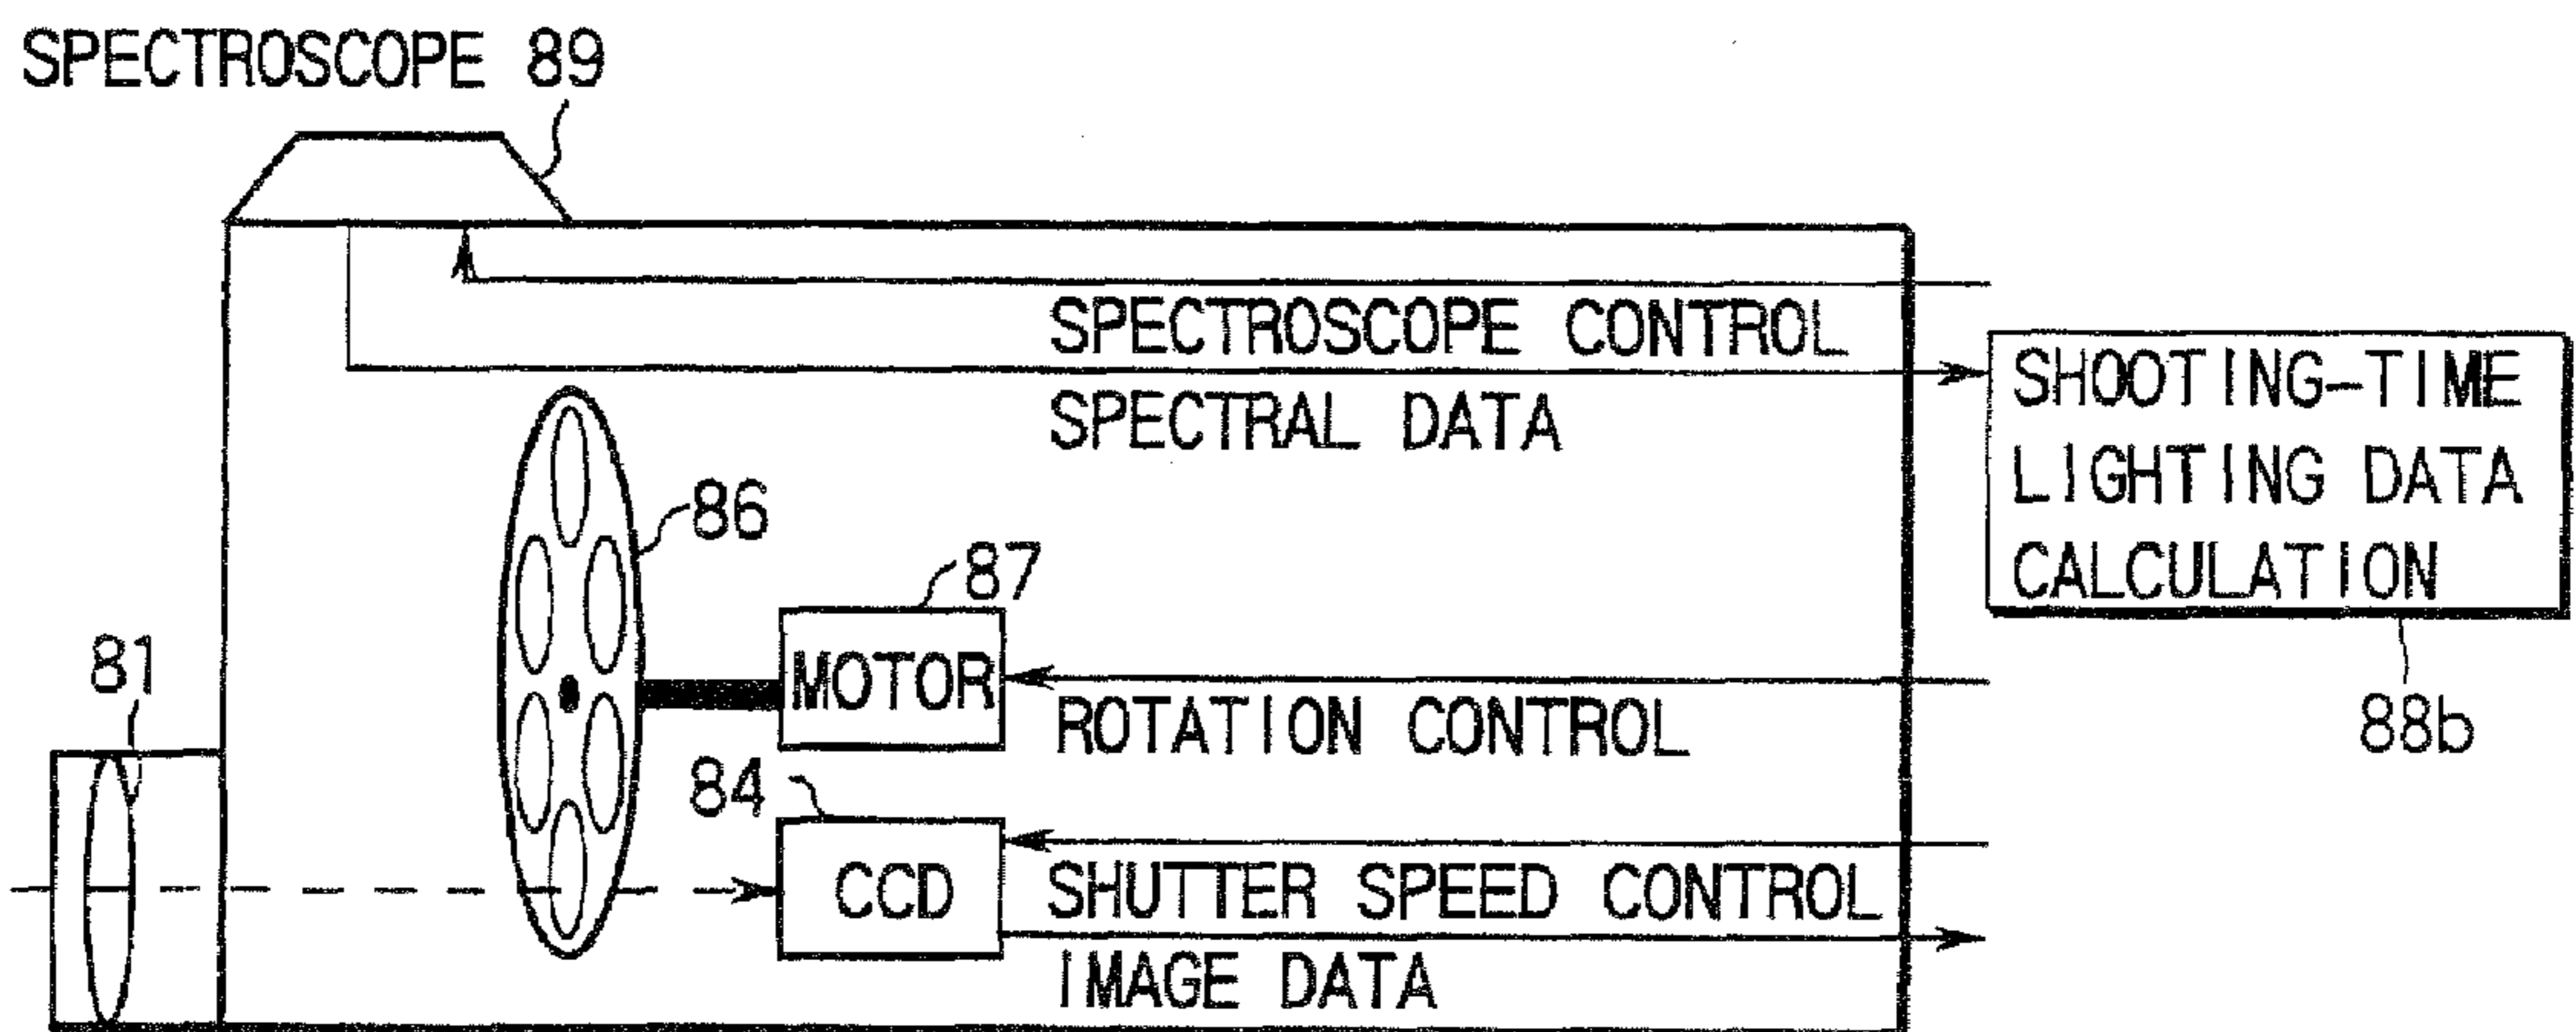 SPECTROSCOPE 89
SPECTROSCOPE CONTROL
SPECTRAL DATA
SHOOTING-TIME
LIGHTING DATA
CALCULATION
88b
86
87
MOTOR
ROTATION CONTROL
81
84
CCD
SHUTTER SPEED CONTROL
IMAGE DATA